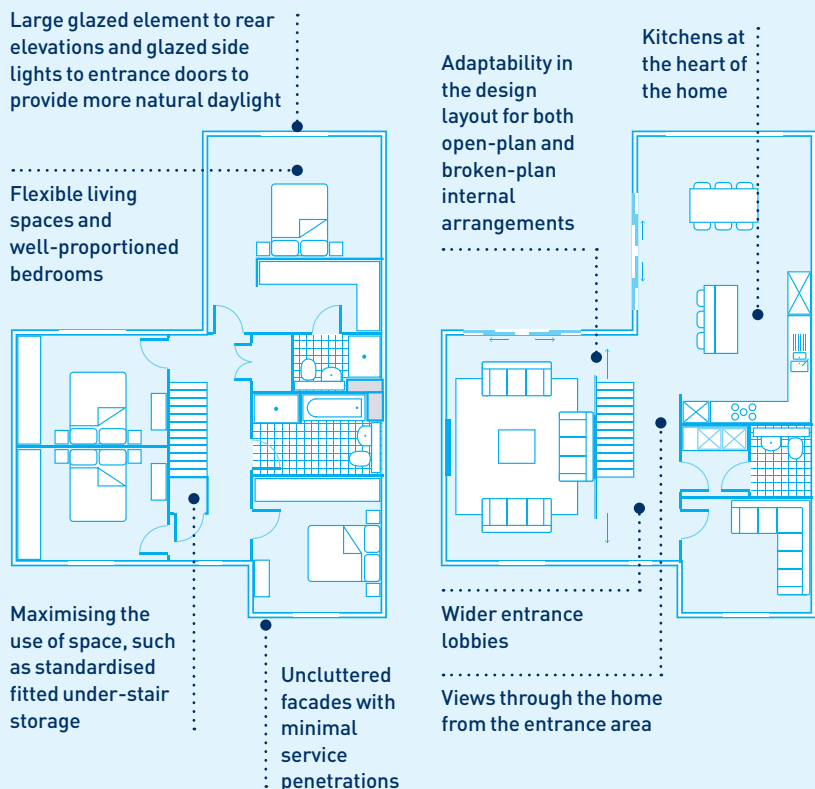 Large glazed element to rear
elevations and glazed side
lights to entrance doors to
provide more natural daylight
Flexible living
spaces and
well-proportioned
bedrooms
Maximising the
use of space, such
as standardised
fitted under-stair
storage
Uncluttered
facades with
minimal
service
penetrations
Adaptability in
the design
layout for both
open-plan and
broken-plan
internal
arrangements
Kitchens at
the heart of
the home
Wider entrance
lobbies
Views through the home
from the entrance area